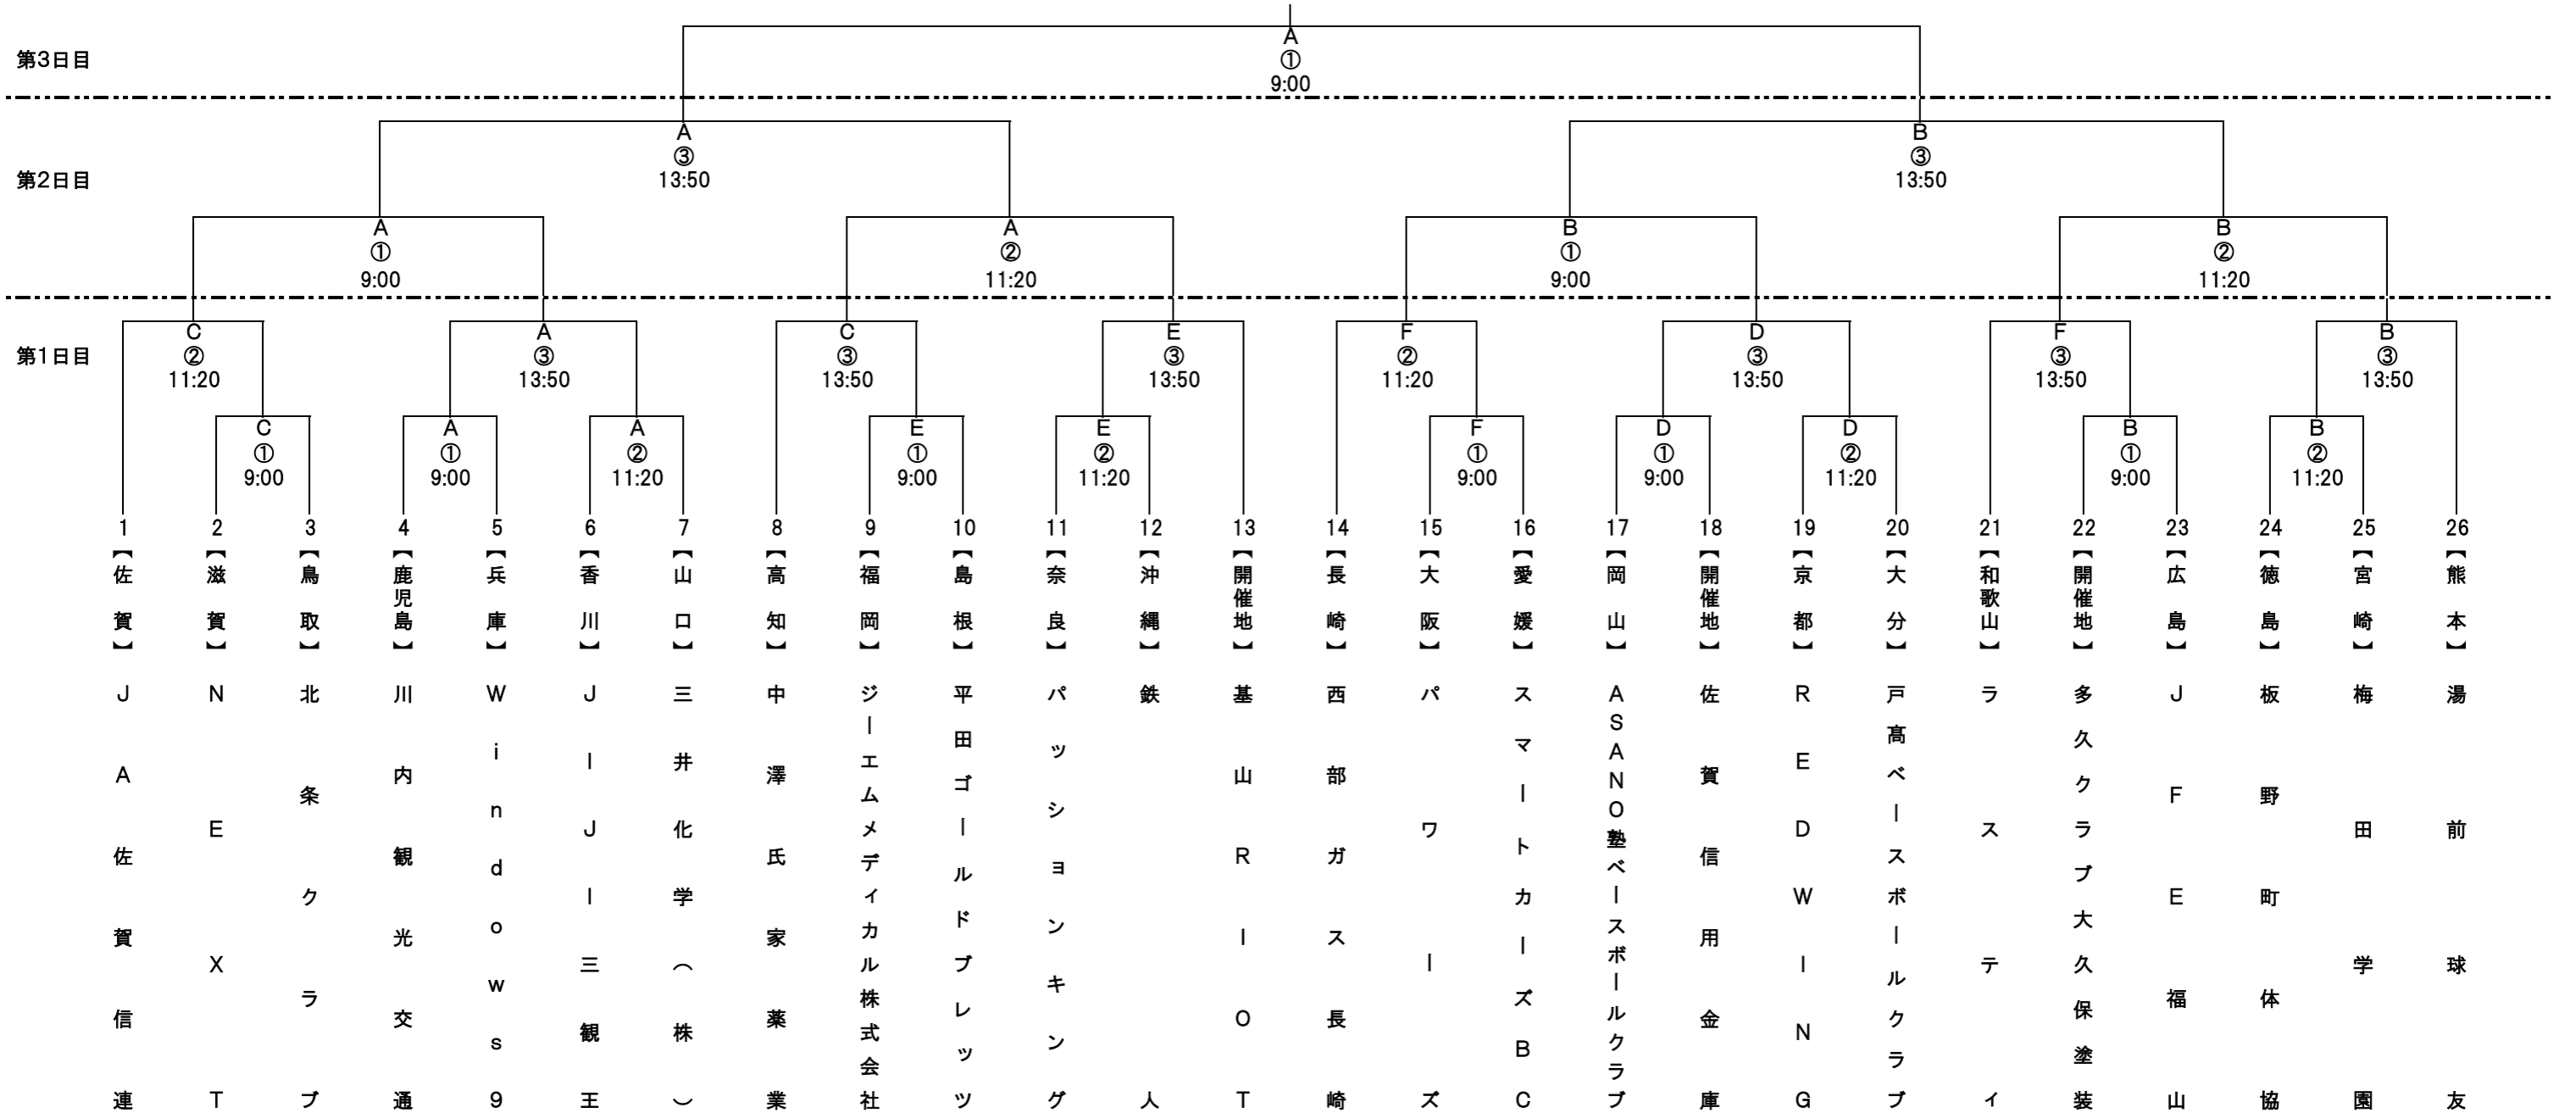 A
①
9:00
第3日目
A
③
13:50
B
③
13:50
第2日目
A
①
9:00
A
②
11:20
B
①
9:00
B
②
11:20
第1日目
C
②
11:20
A
③
13:50
C
③
13:50
E
③
13:50
F
②
11:20
D
③
13:50
F
③
13:50
B
③
13:50
C
①
9:00
A
①
9:00
A
②
11:20
E
①
9:00
E
②
11:20
F
①
9:00
D
①
9:00
D
②
11:20
B
①
9:00
B
②
11:20
1【佐賀】JA佐賀信連
2【滋賀】NEXT
3【鳥取】北条クラブ
4【鹿児島】川内観光交通
5【兵庫】Windows9
6【香川】JIJI三観王
7【山口】三井化学(株)
8【高知】中澤氏家薬業
9【福岡】ジーエムメディカル株式会社
10【島根】平田ゴールドブレッツ
11【奈良】パッションキング
12【沖縄】鉄人
13【開催地】基山RIOT
14【長崎】西部ガス長崎
15【大阪】パワーズ
16【愛媛】スマートカーズBC
17【岡山】ASANO塾ベースボールクラブ
18【開催地】佐賀信用金庫
19【京都】REDWING
20【大分】戸髙ベースボールクラブ
21【和歌山】ラスティ
22【開催地】多久クラブ大久保塗装
23【広島】JFE福山
24【徳島】板野町体協
25【宮崎】梅田学園
26【熊本】湯前球友